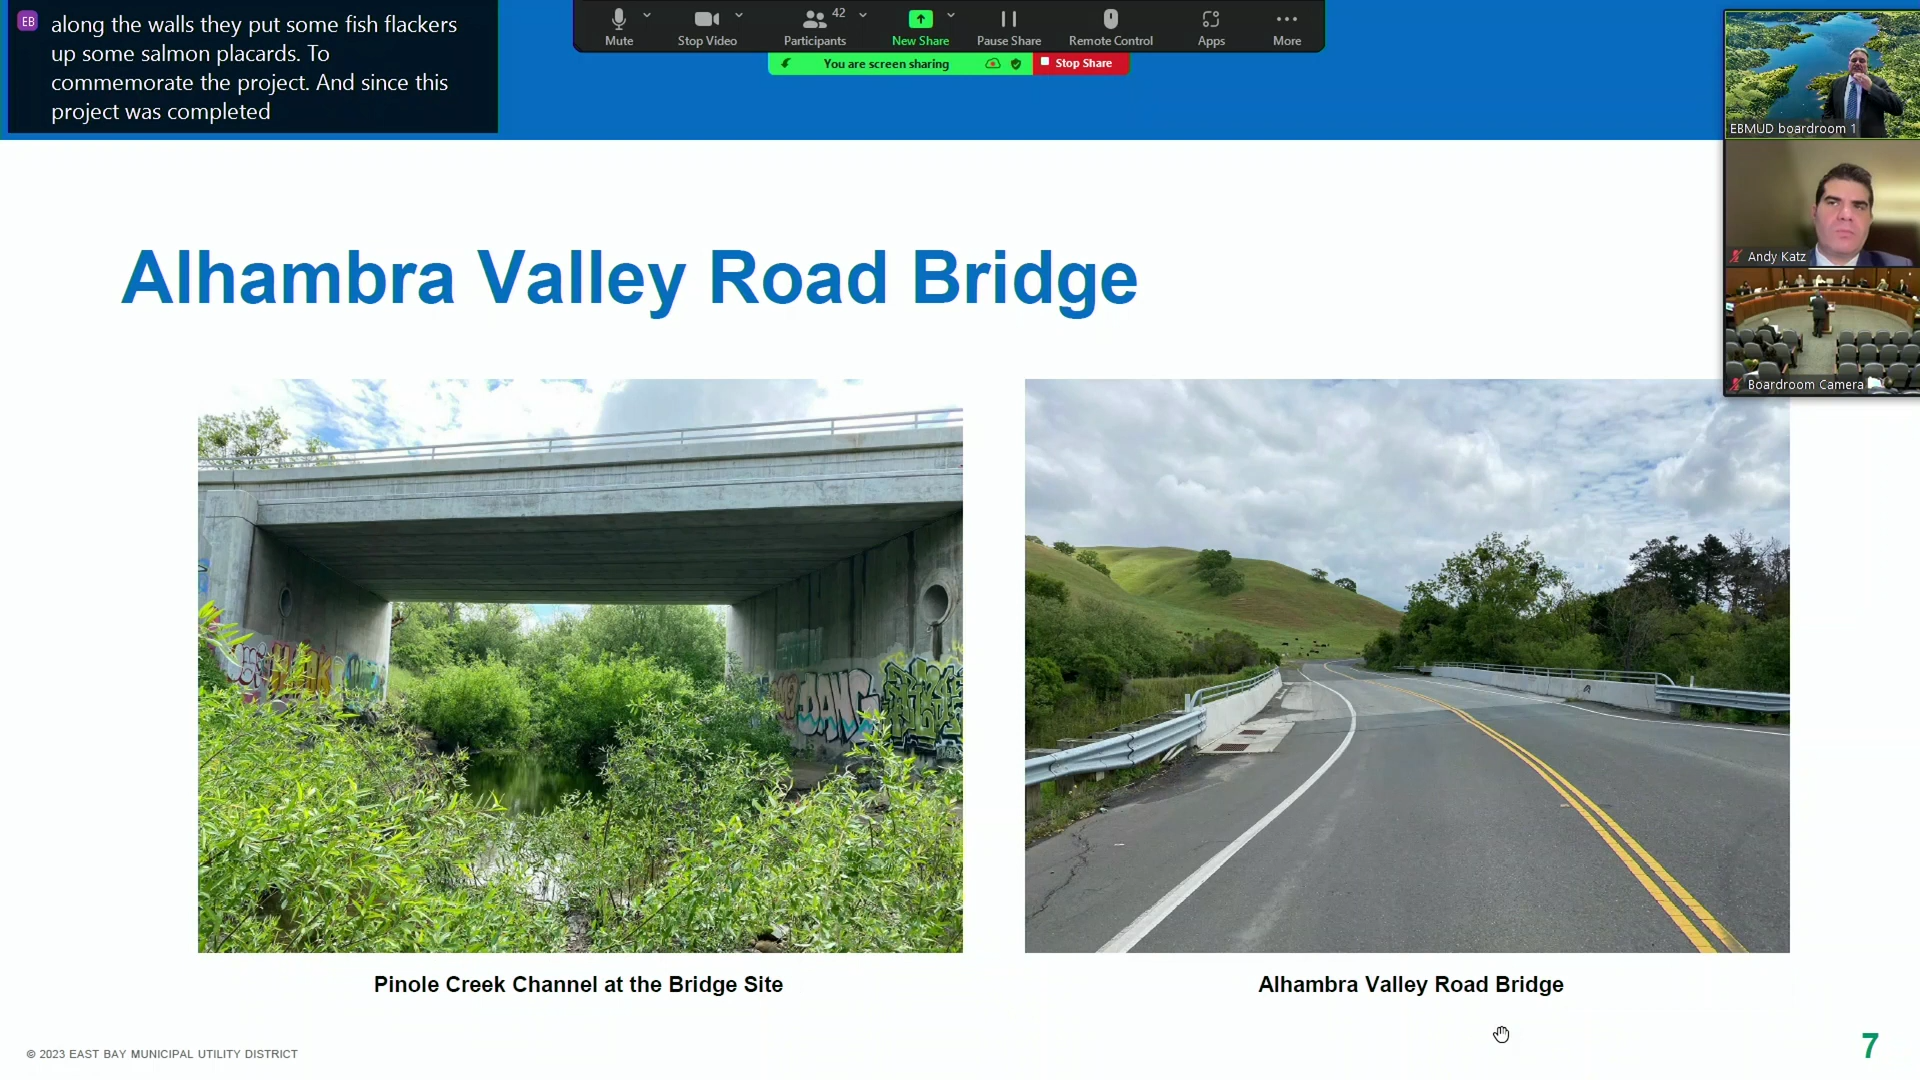 EB
along the walls they put some fish flackers
up some salmon placards. To
commemorate the project. And since this
project was completed
Mute
Stop Video
42
Participants
New Share
Pause Share
Remote Control
Apps
More
You are screen sharing
Stop Share
EBMUD boardroom 1
Andy Katz
Boardroom Camera
Alhambra Valley Road Bridge
DANG
Pinole Creek Channel at the Bridge Site
Alhambra Valley Road Bridge
© 2023 EAST BAY MUNICIPAL UTILITY DISTRICT
7